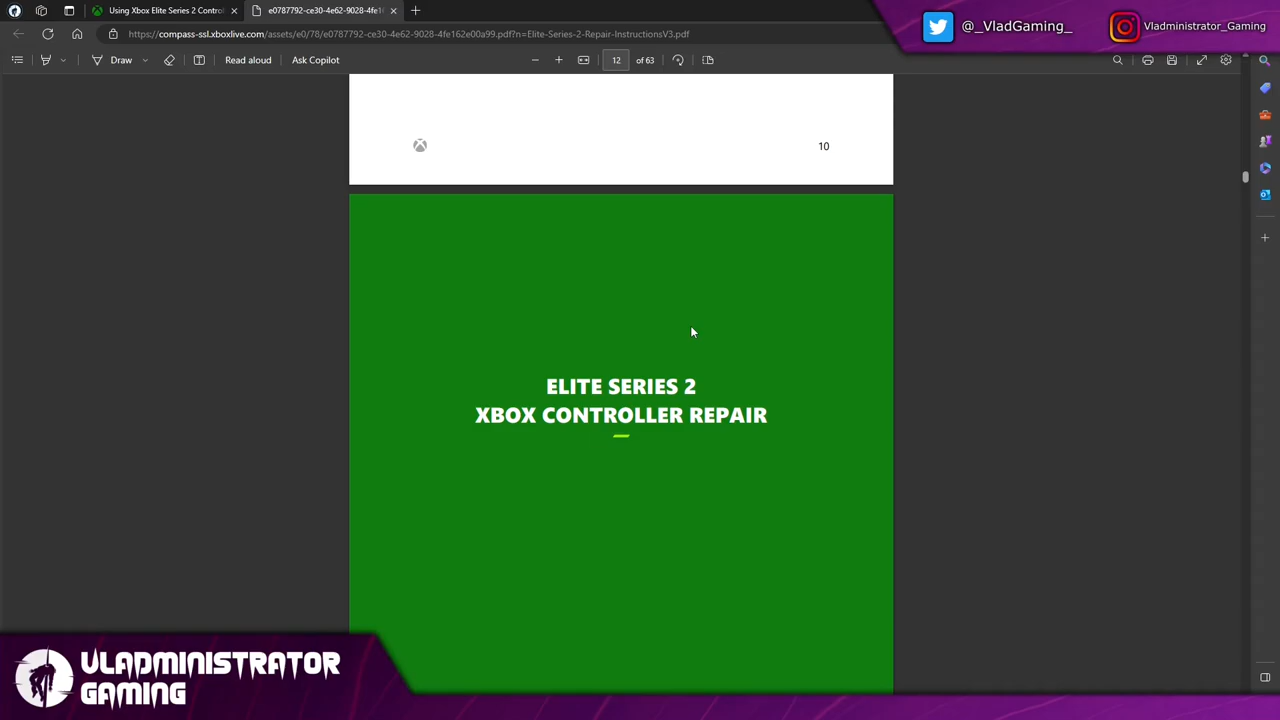 Using Xbox Elite Series 2 Control
e0787792-ce30-4e62-9028-4fe1
https://compass-ssl.xboxlive.com/assets/e0/78/e0787792-ce30-4e62-9028-4fe162e00a99.pdf?n=Elite-Series-2-Repair-InstructionsV3.pdf
@_VladGaming_
Vladministrator_Gaming
Draw
Read aloud
Ask Copilot
12 of 63
10
ELITE SERIES 2
XBOX CONTROLLER REPAIR
VLADMINISTRATOR
GAMING